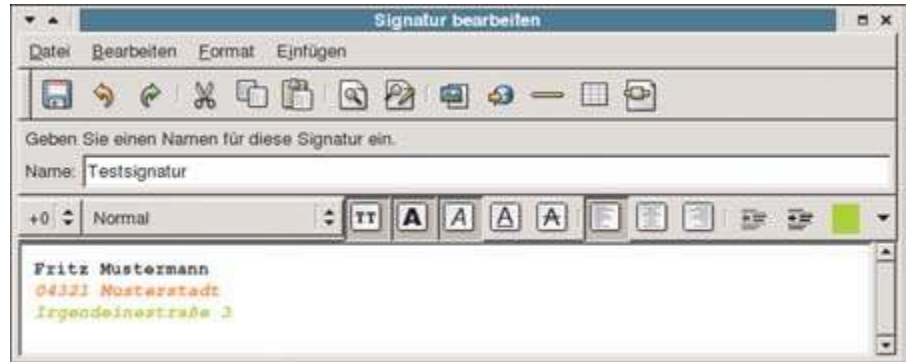 Signatur bearbeiten
Datei Bearbeiten Format Einfügen
Geben Sie einen Namen für diese Signatur ein.
Name: Testsignatur
+0 Normal TT A A A A
Fritz Mustermann
04321 Musterstadt
Irgendeinestraße 3